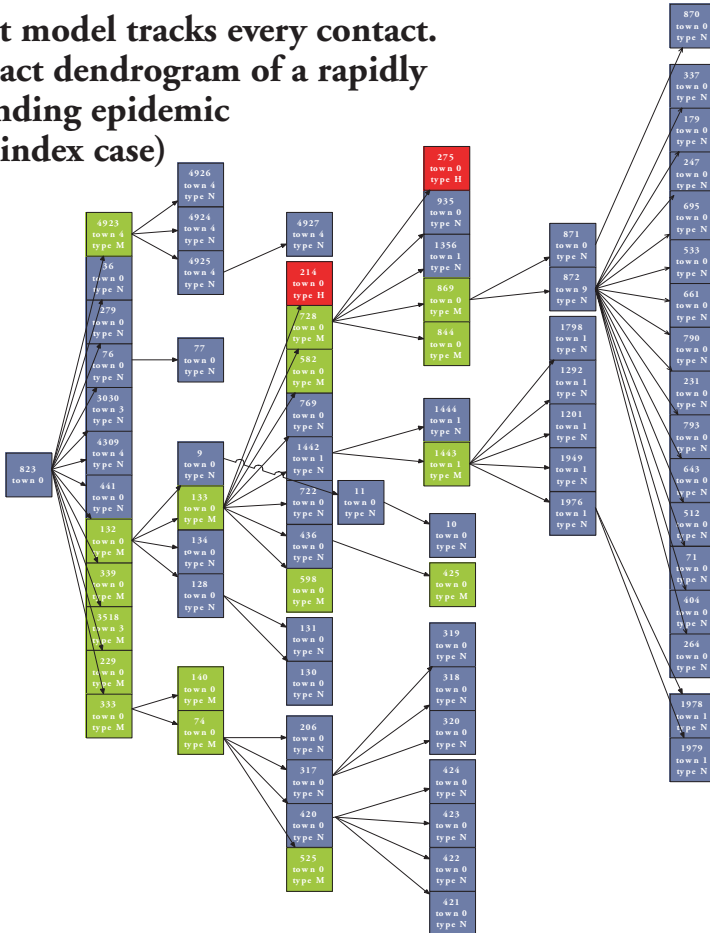 t model tracks every contact.
act dendrogram of a rapidly
nding epidemic
index case)
823
town 0
4923
town 4
type M
36
town 0
type N
279
town 0
type N
76
town 0
type N
3030
town 3
type N
4309
town 4
type N
441
town 0
type N
132
town 0
type M
339
town 0
type M
3518
town 3
type M
229
town 0
type M
333
town 0
type M
4926
town 4
type N
4924
town 4
type N
4925
town 4
type N
77
town 0
type N
9
town 0
type N
133
town 0
type M
134
town 0
type N
128
town 0
type N
140
town 0
type M
74
town 0
type M
4927
town 4
type N
214
town 0
type H
728
town 0
type M
582
town 0
type M
769
town 0
type N
1442
town 1
type N
722
town 0
type N
436
town 0
type N
598
town 0
type M
131
town 0
type N
130
town 0
type N
206
town 0
type N
317
town 0
type N
420
town 0
type N
525
town 0
type M
11
town 0
type N
275
town 0
type H
935
town 0
type N
1356
town 1
type N
869
town 0
type M
844
town 0
type M
1444
town 1
type N
1443
town 1
type M
10
town 0
type N
425
town 0
type M
319
town 0
type N
318
town 0
type N
320
town 0
type N
424
town 0
type N
423
town 0
type N
422
town 0
type N
421
town 0
type N
871
town 0
type N
872
town 9
type N
1798
town 1
type N
1292
town 1
type N
1201
town 1
type N
1949
town 1
type N
1976
town 1
type N
870
town 0
type N
337
town 0
type N
179
town 0
type N
247
town 0
type N
695
town 0
type N
533
town 0
type N
661
town 0
type N
790
town 0
type N
231
town 0
type N
793
town 0
type N
643
town 0
type N
512
town 0
type N
71
town 0
type N
404
town 0
type N
264
town 0
type N
1978
town 1
type N
1979
town 1
type N